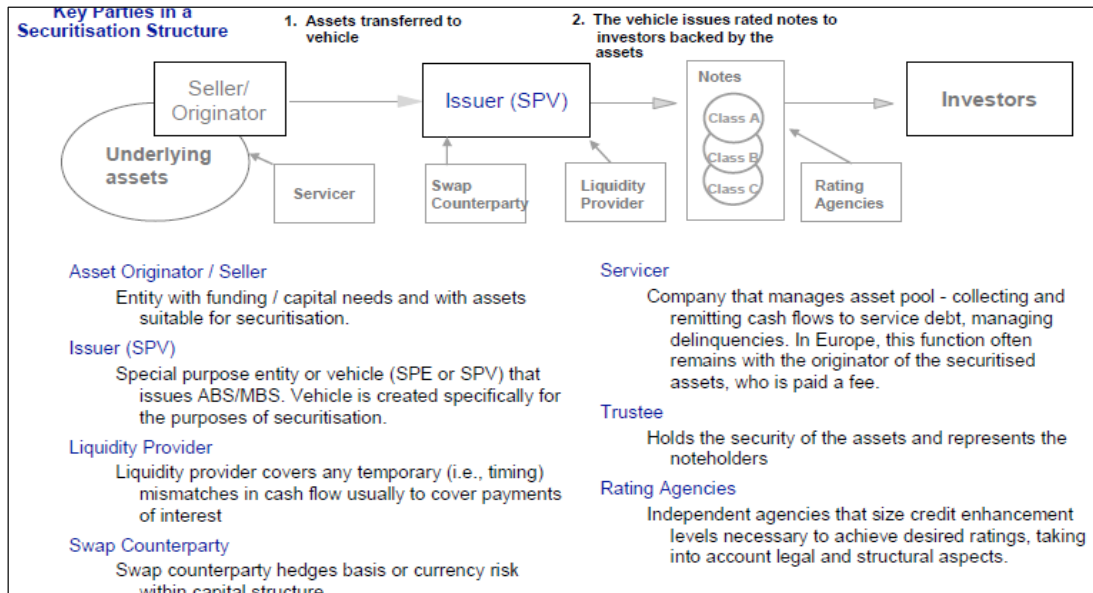 Key Parties in a
Securitisation Structure
1. Assets transferred to
vehicle
2. The vehicle issues rated notes to
investors backed by the
assets
Seller/
Originator
Underlying
assets
Servicer
Issuer (SPV)
Swap
Counterparty
Liquidity
Provider
Notes
Class A
Class B
Class C
Rating
Agencies
Investors
Asset Originator / Seller
Entity with funding / capital needs and with assets
suitable for securitisation.
Issuer (SPV)
Special purpose entity or vehicle (SPE or SPV) that
issues ABS/MBS. Vehicle is created specifically for
the purposes of securitisation.
Liquidity Provider
Liquidity provider covers any temporary (i.e., timing)
mismatches in cash flow usually to cover payments
of interest
Swap Counterparty
Swap counterparty hedges basis or currency risk
within capital structure
Servicer
Company that manages asset pool - collecting and
remitting cash flows to service debt, managing
delinquencies. In Europe, this function often
remains with the originator of the securitised
assets, who is paid a fee.
Trustee
Holds the security of the assets and represents the
noteholders
Rating Agencies
Independent agencies that size credit enhancement
levels necessary to achieve desired ratings, taking
into account legal and structural aspects.